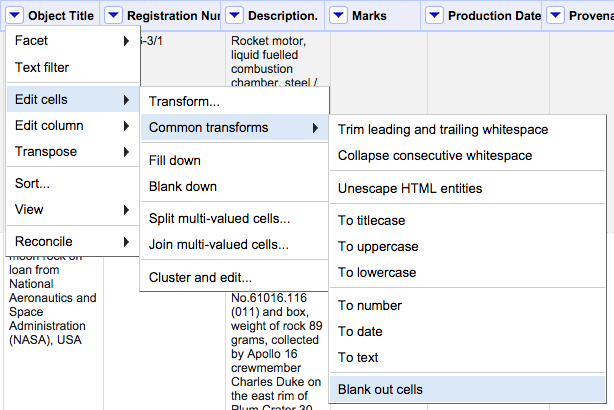 Object Title
Registration Nur
Description.
Marks
Production Date
Provena
Facet
Text filter
Edit cells
Edit column
Transpose
Sort...
View
Reconcile
-3/1
Rocket motor,
liquid fuelled
combustion
chamber, steel /
Transform...
Common transforms
Fill down
Blank down
Split multi-valued cells...
Join multi-valued cells...
Cluster and edit...
Trim leading and trailing whitespace
Collapse consecutive whitespace
Unescape HTML entities
To titlecase
To uppercase
To lowercase
To number
To date
To text
Blank out cells
moon rock on
loan from
National
Aeronautics and
Space
Administration
(NASA), USA
No.61016.116
(011) and box,
weight of rock 89
grams, collected
by Apollo 16
crewmember
Charles Duke on
the east rim of
Plum Crater 30